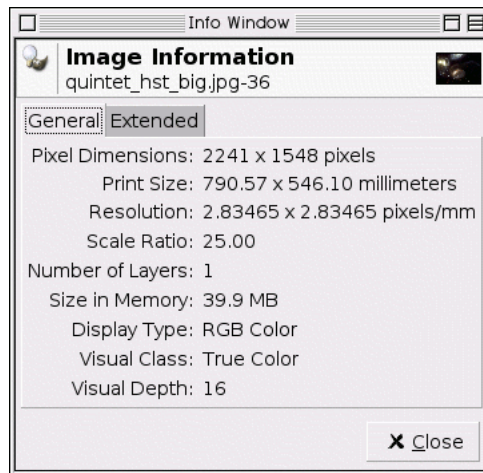 Info Window
Image Information
quintet_hst_big.jpg-36
General Extended
Pixel Dimensions: 2241 x 1548 pixels
Print Size: 790.57 x 546.10 millimeters
Resolution: 2.83465 x 2.83465 pixels/mm
Scale Ratio: 25.00
Number of Layers: 1
Size in Memory: 39.9 MB
Display Type: RGB Color
Visual Class: True Color
Visual Depth: 16
Close